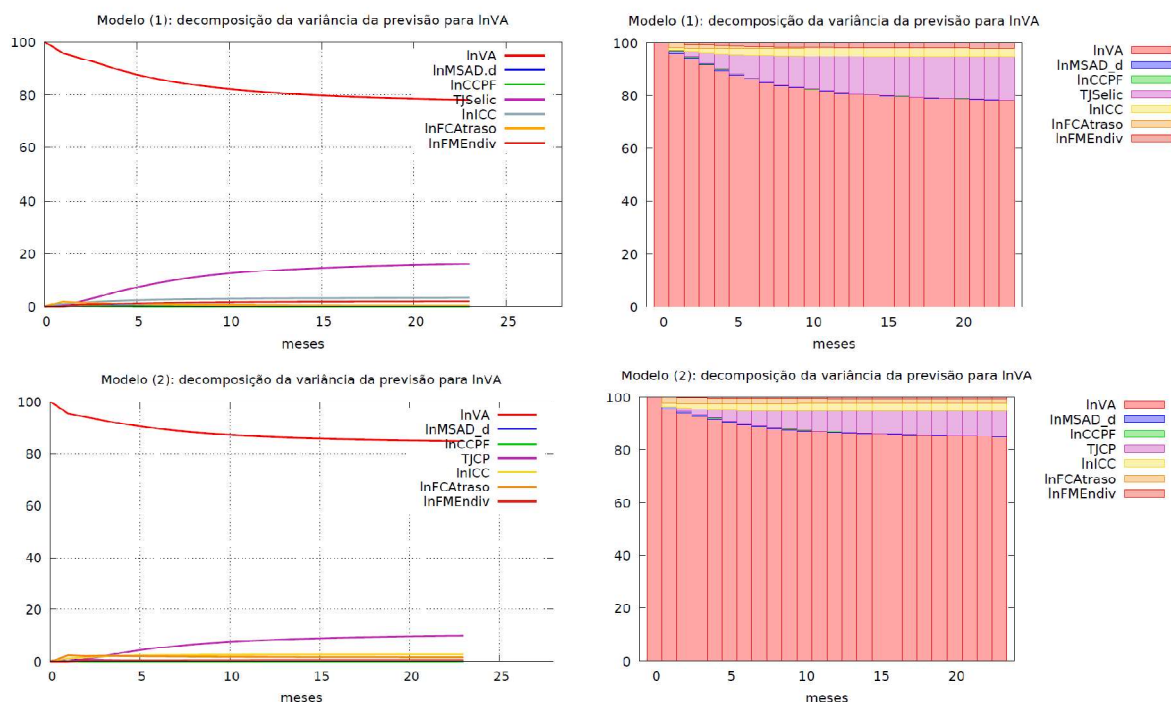 Modelo (1): decomposição da variância da previsão para lnVA
100
80
60
40
20
0
0 5 10 15 20 25
meses
lnVA
lnMSAD.d
lnCCPF
TJSelic
lnICC
lnFCAtraso
lnFMEndiv
Modelo (1): decomposição da variância da previsão para lnVA
100
80
60
40
20
0
0 5 10 15 20
meses
lnVA
lnMSAD_d
lnCCPF
TJSelic
lnICC
lnFCAtraso
lnFMEndiv
Modelo (2): decomposição da variância da previsão para lnVA
100
80
60
40
20
0
0 5 10 15 20 25
meses
lnVA
lnMSAD_d
lnCCPF
TJCP
lnICC
lnFCAtraso
lnFMEndiv
Modelo (2): decomposição da variância da previsão para lnVA
100
80
60
40
20
0
0 5 10 15 20
meses
lnVA
lnMSAD_d
lnCCPF
TJCP
lnICC
lnFCAtraso
lnFMEndiv